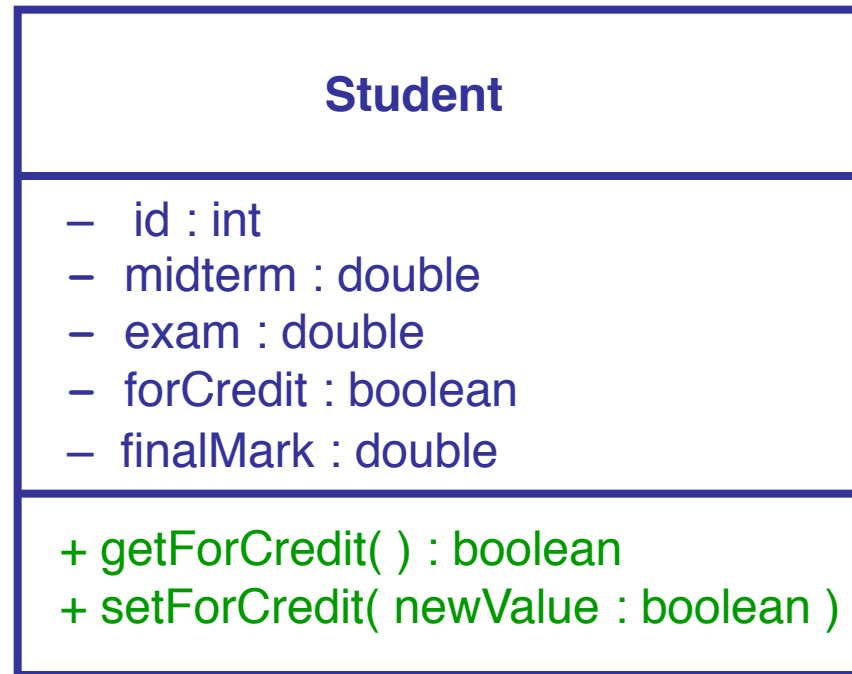 Student
– id : int
– midterm : double
– exam : double
– forCredit : boolean
– finalMark : double
+ getForCredit( ) : boolean
+ setForCredit( newValue : boolean )